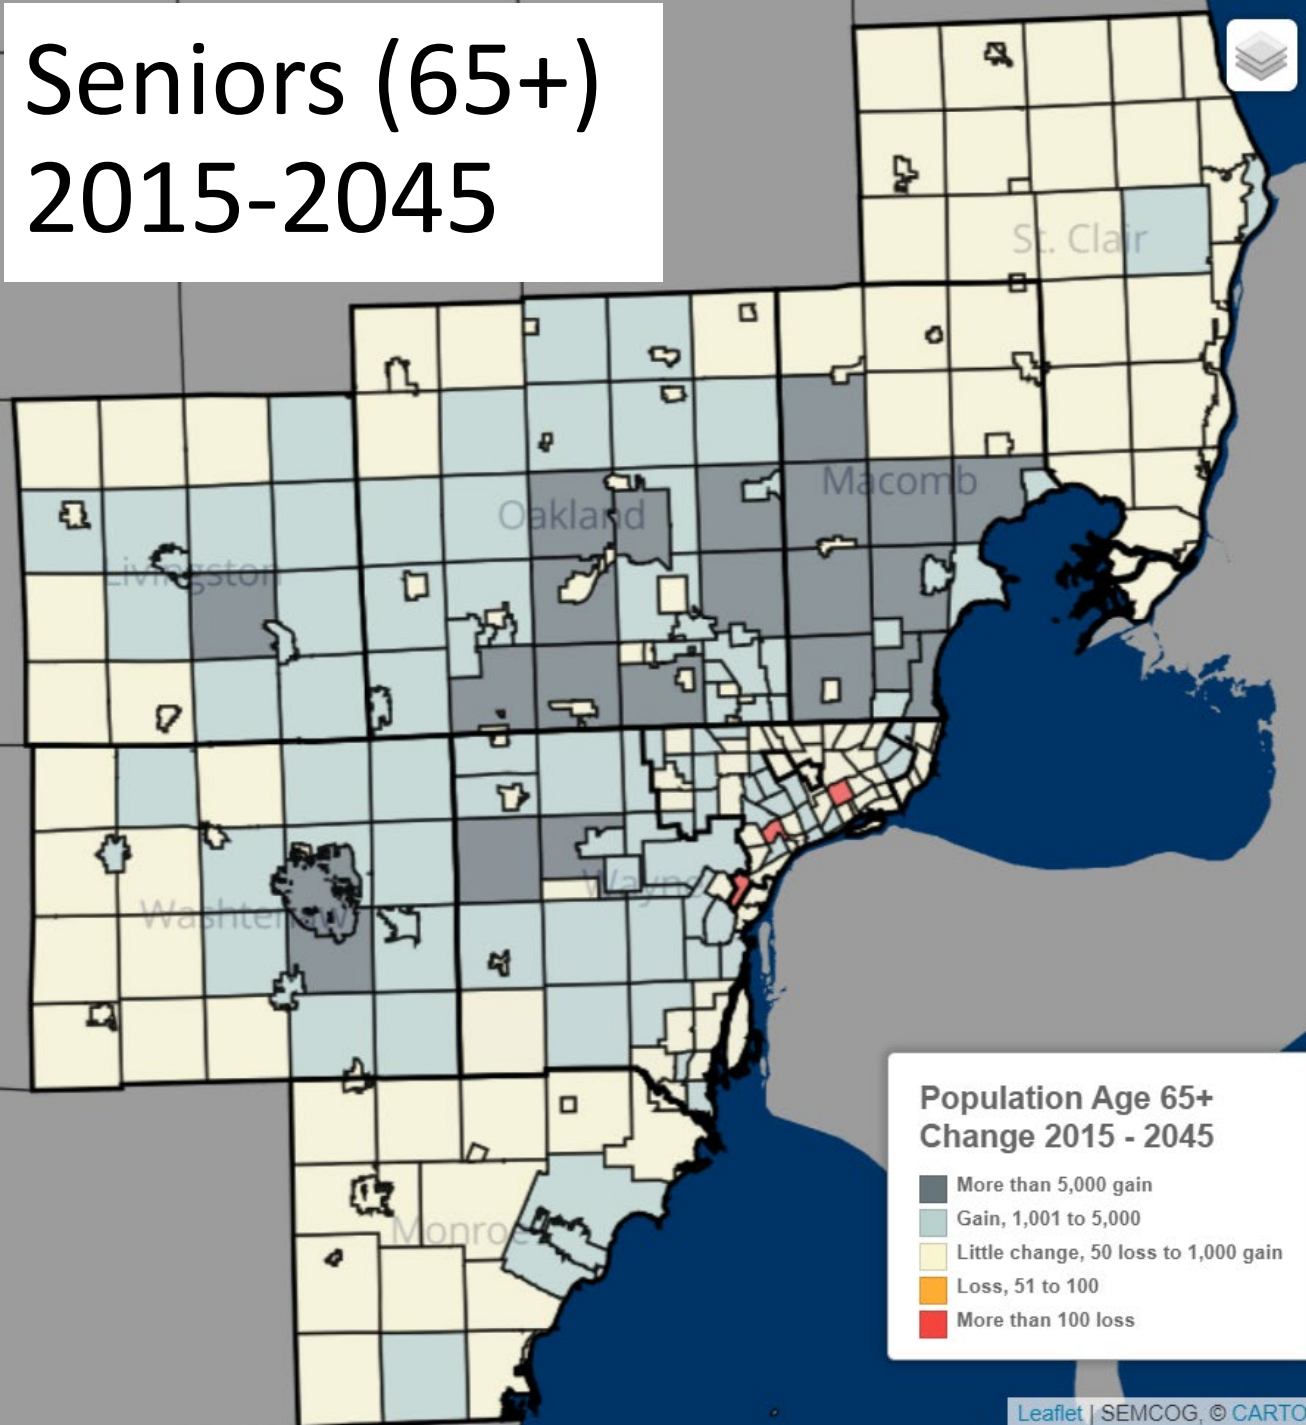 Seniors (65+)
2015-2045
St. Clair
Macomb
Oakland
Livingston
Wayne
Washtenaw
Monroe
Population Age 65+
Change 2015 - 2045
More than 5,000 gain
Gain, 1,001 to 5,000
Little change, 50 loss to 1,000 gain
Loss, 51 to 100
More than 100 loss
Leaflet | SEMCOG, © CARTO